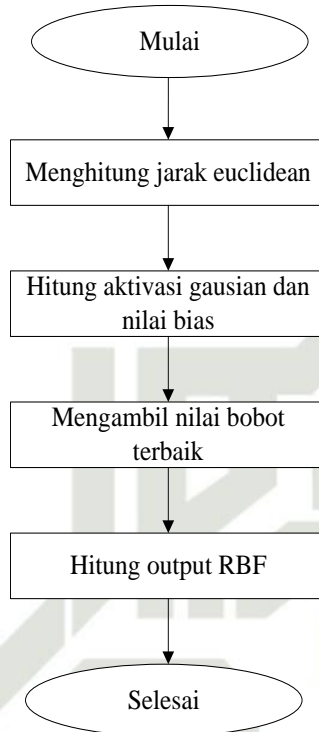 Mulai
Menghitung jarak euclidean
Hitung aktivasi gausian dan
nilai bias
Mengambil nilai bobot
terbaik
Hitung output RBF
Selesai